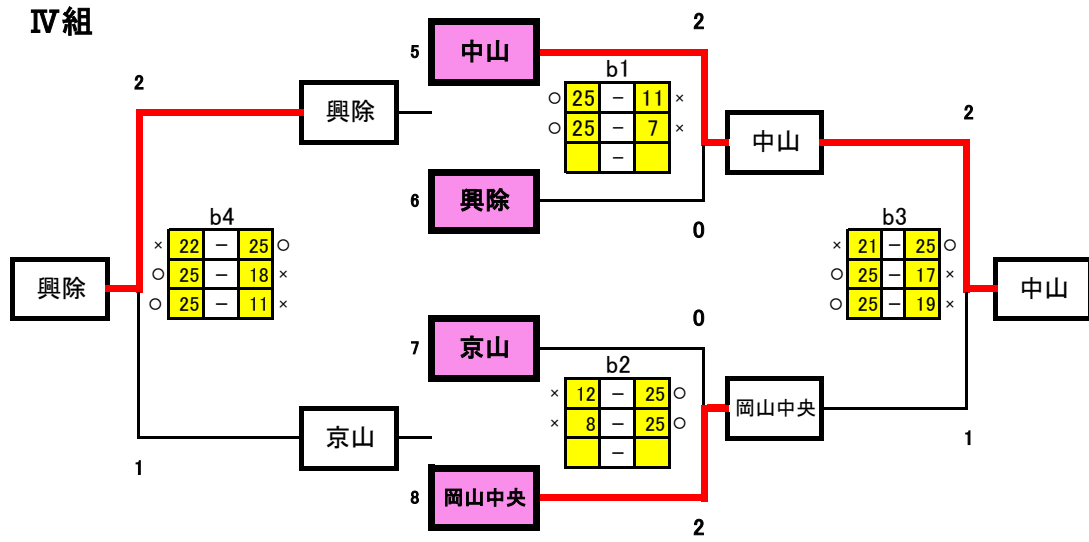 Ⅳ組
2
5
中山
2
b1
○ 25 － 11 ×
○ 25 － 7 ×
－
興除
中山
2
6
興除
0
b4
× 22 － 25 ○
○ 25 － 18 ×
○ 25 － 11 ×
興除
b3
× 21 － 25 ○
○ 25 － 17 ×
○ 25 － 19 ×
中山
7
京山
0
b2
× 12 － 25 ○
× 8 － 25 ○
－
岡山中央
1
京山
1
8
岡山中央
2